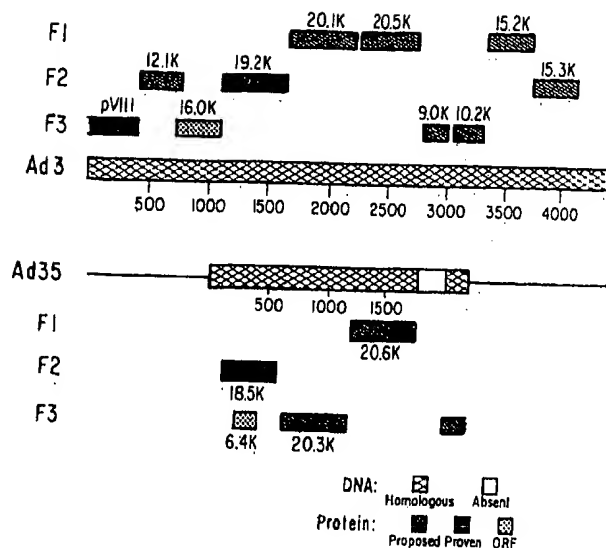 F1 20.1K 20.5K 15.2K
F2 12.1K 19.2K 15.3K
F3 pVIII 16.0K 9.0K 10.2K
Ad3
500 1000 1500 2000 2500 3000 3500 4000
Ad35
500 1000 1500
F1
20.6K
F2
18.5K
F3
6.4K 20.3K
DNA:
Homologous Absent
Protein:
Proposed Proven ORF